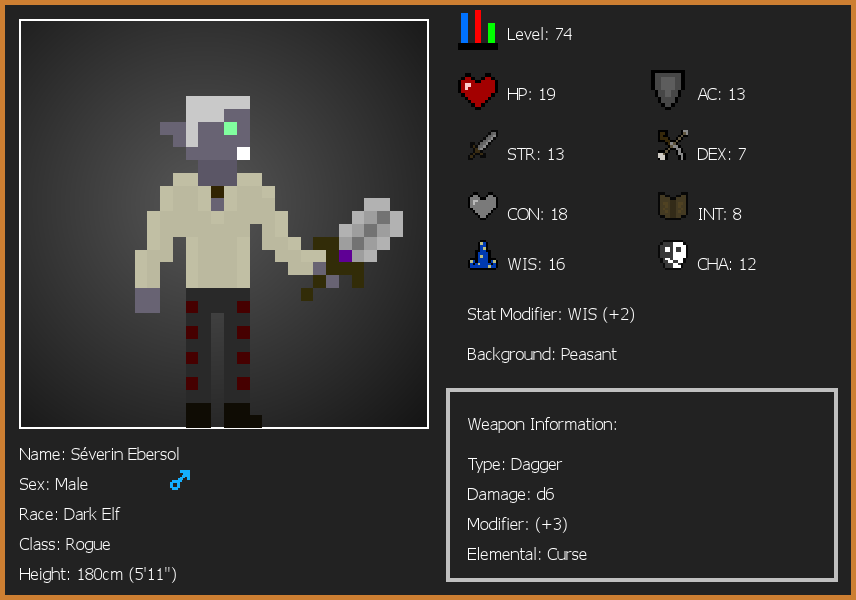 Level: 74
HP: 19
AC: 13
STR: 13
DEX: 7
CON: 18
INT: 8
WIS: 16
CHA: 12
Stat Modifier: WIS (+2)
Background: Peasant
Weapon Information:
Type: Dagger
Damage: d6
Modifier: (+3)
Elemental: Curse
Name: Séverin Ebersol
Sex: Male
Race: Dark Elf
Class: Rogue
Height: 180cm (5'11")